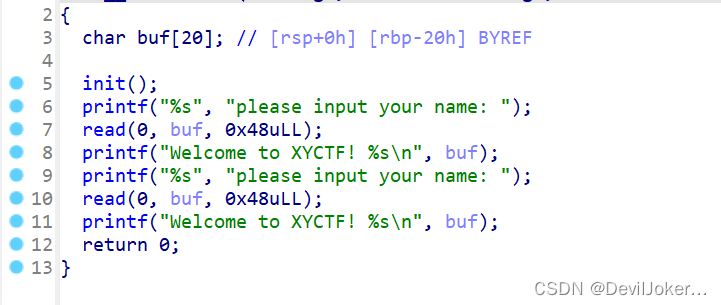 2 {
3 char buf[20]; // [rsp+0h] [rbp-20h] BYREF
4
5 init();
6 printf("%s", "please input your name: ");
7 read(0, buf, 0x48uLL);
8 printf("Welcome to XYCTF! %s\n", buf);
9 printf("%s", "please input your name: ");
10 read(0, buf, 0x48uLL);
11 printf("Welcome to XYCTF! %s\n", buf);
12 return 0;
13 }
CSDN @DevilJoker...